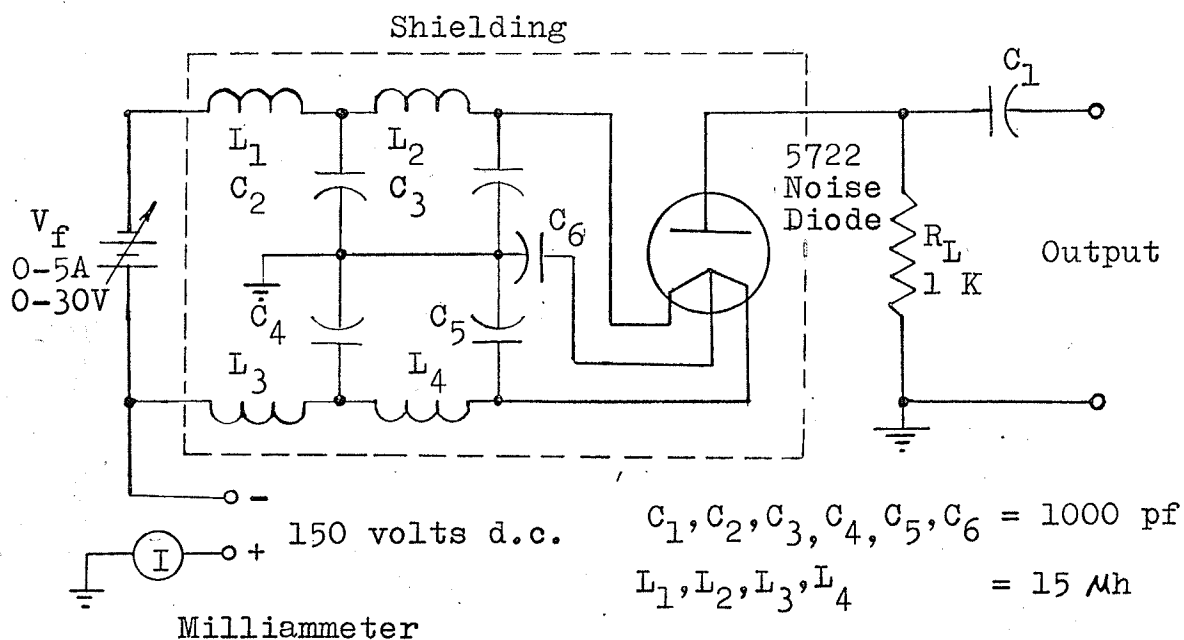 Shielding
C1
L1
L2
C2
C3
5722
Noise
Diode
Vf
0-5A
0-30V
C6
RL
1 K
Output
C4
C5
L3
L4
-
150 volts d.c.
+
I
Milliammeter
C1,C2,C3,C4,C5,C6 = 1000 pf
L1,L2,L3,L4 = 15 μh